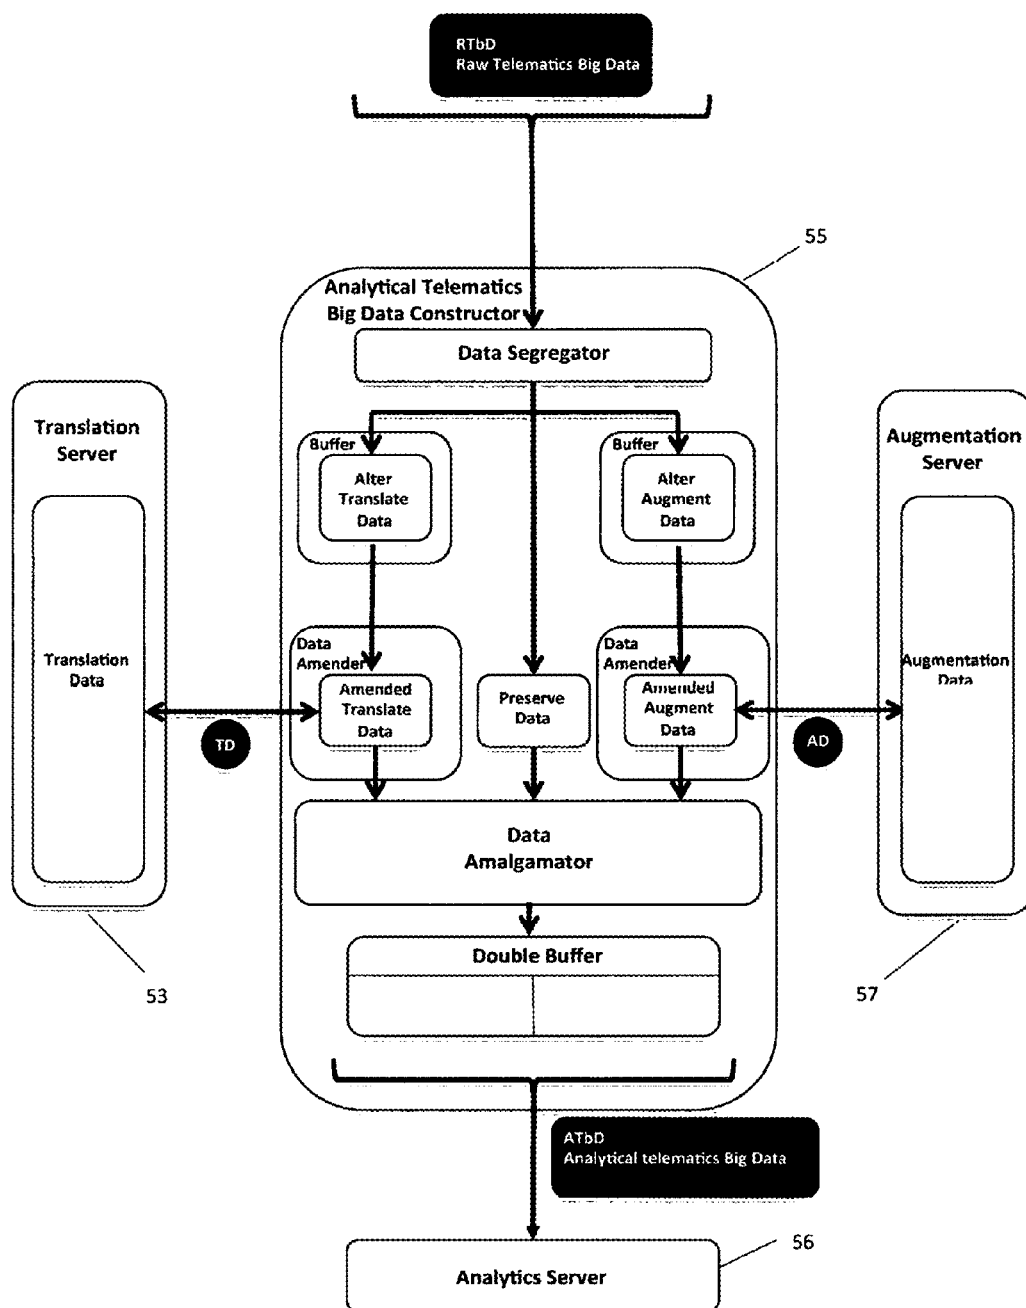 RTbD
Raw Telematics Big Data
55
Analytical Telematics
Big Data Constructor
Data Segregator
Translation
Server
Buffer
Alter
Translate
Data
Buffer
Alter
Augment
Data
Augmentation
Server
Translation
Data
Data
Amender
Amended
Translate
Data
Preserve
Data
Data
Amender
Amended
Augment
Data
Augmentation
Data
TD
AD
Data
Amalgamator
Double Buffer
53
57
ATbD
Analytical telematics Big Data
56
Analytics Server